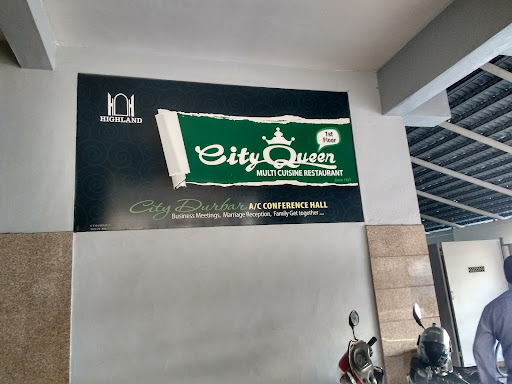 HIGHLAND
City Queen
1st
Floor
MULTI CUISINE RESTAURANT
City Durbar A/C CONFERENCE HALL
Business Meetings, Marriage Reception, Family Get together ...